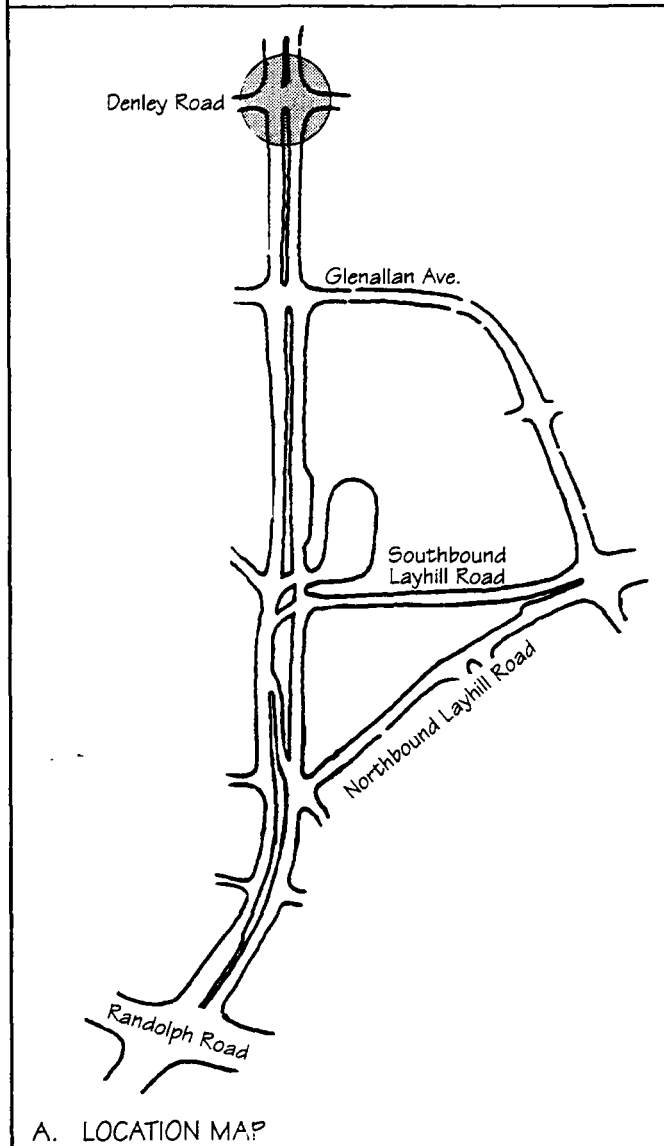 Denley Road
Glenallan Ave.
Southbound
Layhill Road
Northbound Layhill Road
Randolph Road
A. LOCATION MAP